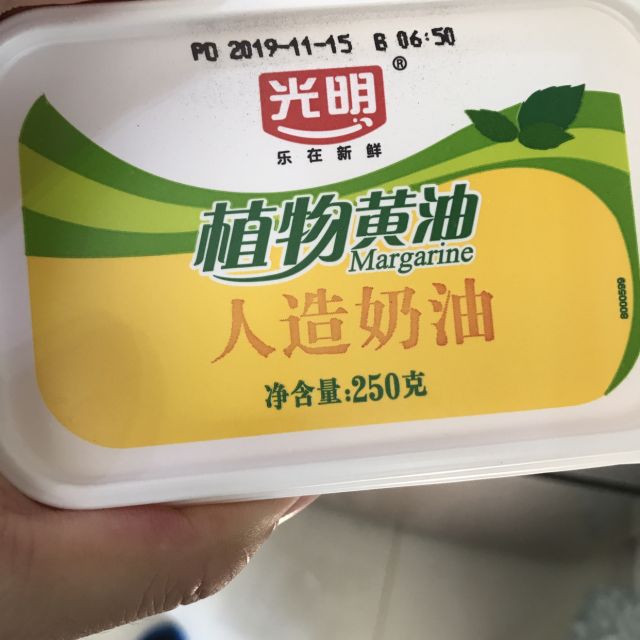 PD 2019-11-15 B 06:50
光明®
乐在新鲜
植物黄油
Margarine
人造奶油
净含量:250克
8000599